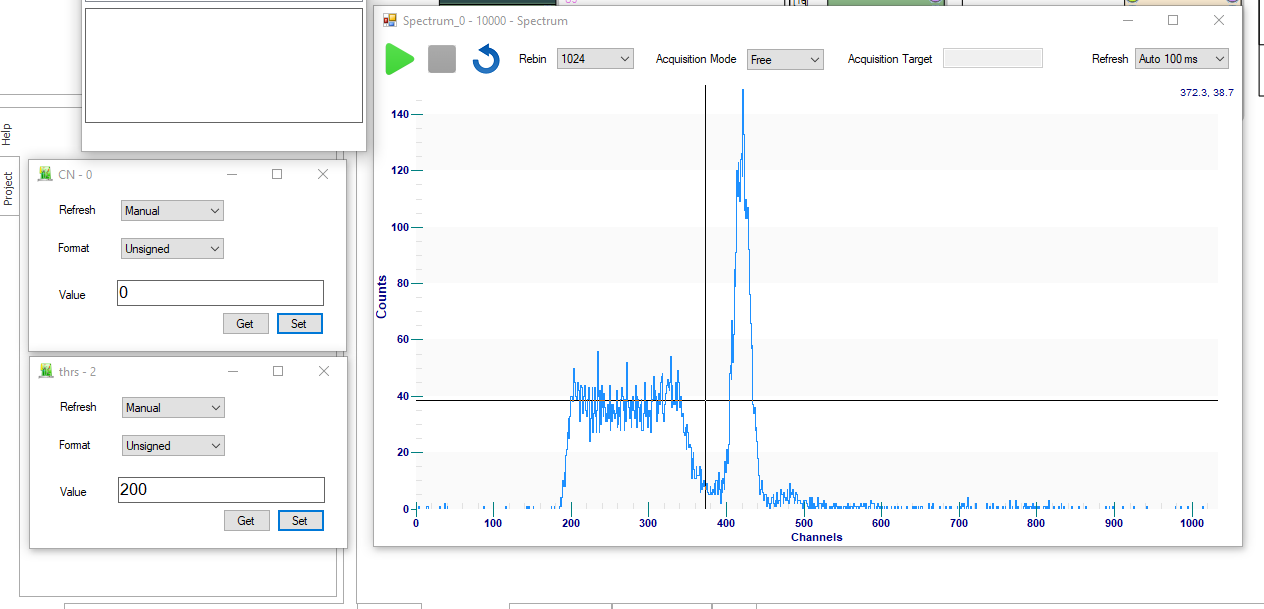 Spectrum_0 - 10000 - Spectrum
Rebin 1024 Acquisition Mode Free Acquisition Target Refresh Auto 100 ms
372.3, 38.7
Help
Project
CN - 0
Refresh Manual
Format Unsigned
Value 0
Get Set
thrs - 2
Refresh Manual
Format Unsigned
Value 200
Get Set
Counts
140
120
100
80
60
40
20
0
0 100 200 300 400 500 600 700 800 900 1000
Channels